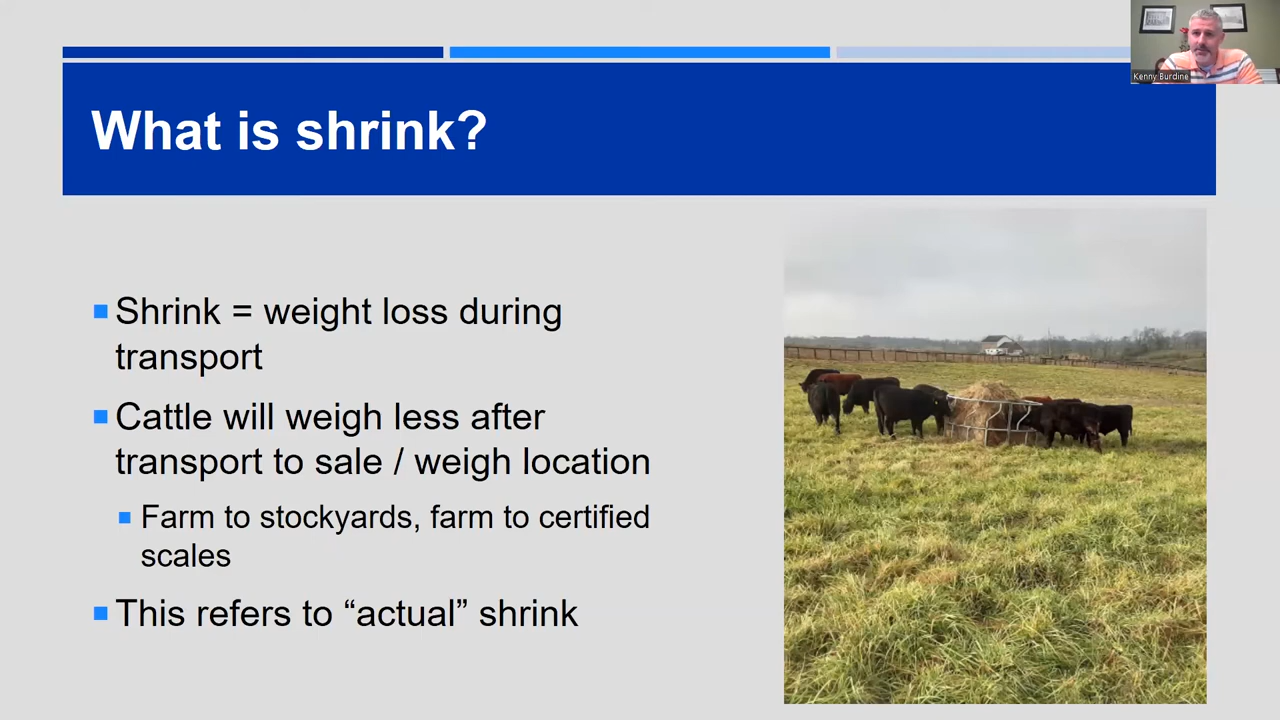 What is shrink?
Shrink = weight loss during
transport
Cattle will weigh less after
transport to sale / weigh location
Farm to stockyards, farm to certified
scales
This refers to “actual” shrink
Kenny Burdine